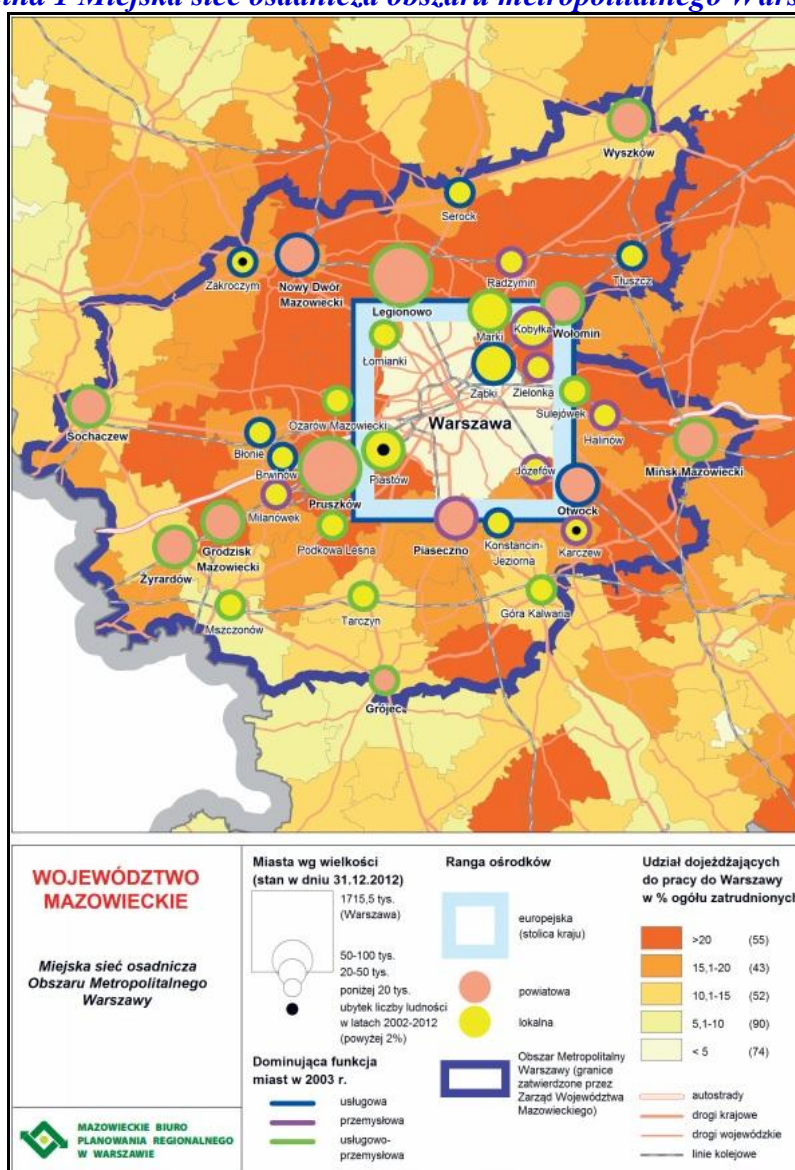 Miejska sieć osadnicza obszaru metropolitalnego
Wyszków
Serock
Zakroczym
Nowy Dwór
Mazowiecki
Legionowo
Radzymin
Tłuszcz
Marki
Kobyłka
Wołomin
Łomianki
Ząbki
Zielonka
Sulejówek
Halinów
Mińsk Mazowiecki
Sochaczew
Ożarów Mazowiecki
Warszawa
Błonie
Brwinów
Piastów
Pruszków
Józefów
Milanówek
Otwock
Grodzisk
Mazowiecki
Podkowa Leśna
Piaseczno
Konstancin-
Jeziorna
Karczew
Żyrardów
Mszczonów
Tarczyn
Góra Kalwaria
Grójec
WOJEWÓDZTWO
MAZOWIECKIE
Miejska sieć osadnicza
Obszaru Metropolitalnego
Warszawy
MAZOWIECKIE BIURO
PLANOWANIA REGIONALNEGO
W WARSZAWIE
Miasta wg wielkości
(stan w dniu 31.12.2012)
1715,5 tys.
(Warszawa)
50-100 tys.
20-50 tys.
poniżej 20 tys.
ubytek liczby ludności
w latach 2002-2012
(powyżej 2%)
Dominująca funkcja
miast w 2003 r.
usługowa
przemysłowa
usługowo-
przemysłowa
Ranga ośrodków
europejska
(stolica kraju)
powiatowa
lokalna
Obszar Metropolitalny
Warszawy (granice
zatwierdzone przez
Zarząd Województwa
Mazowieckiego)
Udział dojeżdżających
do pracy do Warszawy
w % ogółu zatrudnionych
>20 (55)
15,1-20 (43)
10,1-15 (52)
5,1-10 (90)
< 5 (74)
autostrady
drogi krajowe
drogi wojewódzkie
linie kolejowe